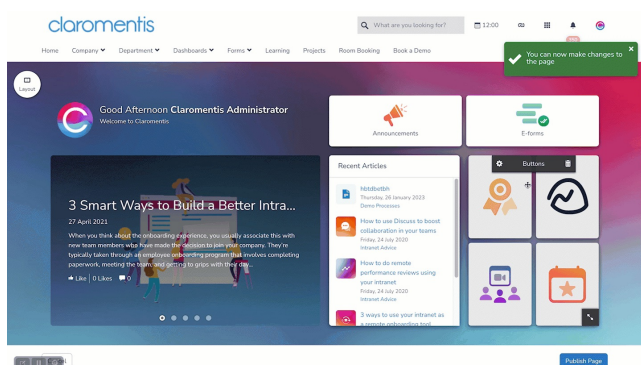 claromentis
What are you looking for?
12:00
Home
Company
Department
Dashboards
Forms
Learning
Projects
Room Booking
Book a Demo
You can now make changes to
the page
Layout
Good Afternoon Claromentis Administrator
Welcome to Claromentis
Announcements
E-forms
3 Smart Ways to Build a Better Intra...
27 April 2021
When you think about the onboarding experience, you usually associate this with
new team members who have made the decision to join your company. They're
typically taken through an employee onboarding program that involves completing
paperwork, meeting the team, and getting to grips with their day...
Like | 0 Likes 0
Recent Articles
hbtdbetbh
Thursday, 26 January 2023
Demo Processes
How to use Discuss to boost
collaboration in your teams
Friday, 24 July 2020
Intranet Advice
How to do remote
performance reviews using
your intranet
Friday, 24 July 2020
Intranet Advice
3 ways to use your intranet as
a remote onboarding tool
Buttons
Publish Page